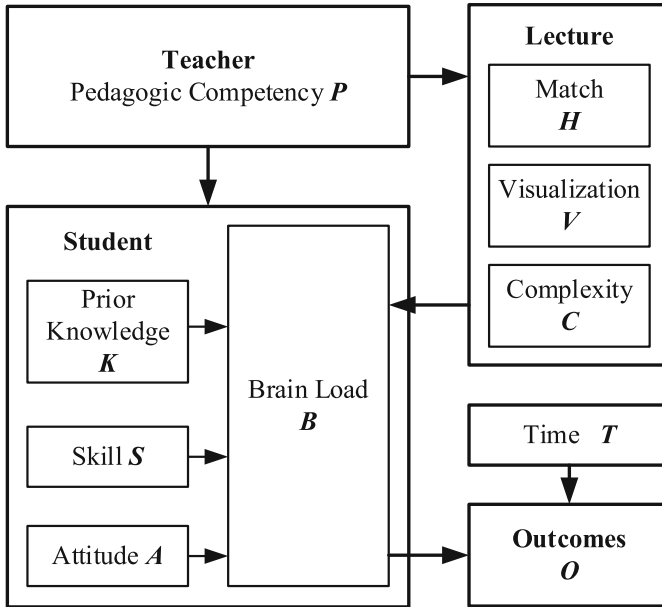 Teacher
Pedagogic Competency P
Lecture
Match
H
Visualization
V
Complexity
C
Student
Prior
Knowledge
K
Skill S
Attitude A
Brain Load
B
Time T
Outcomes
O